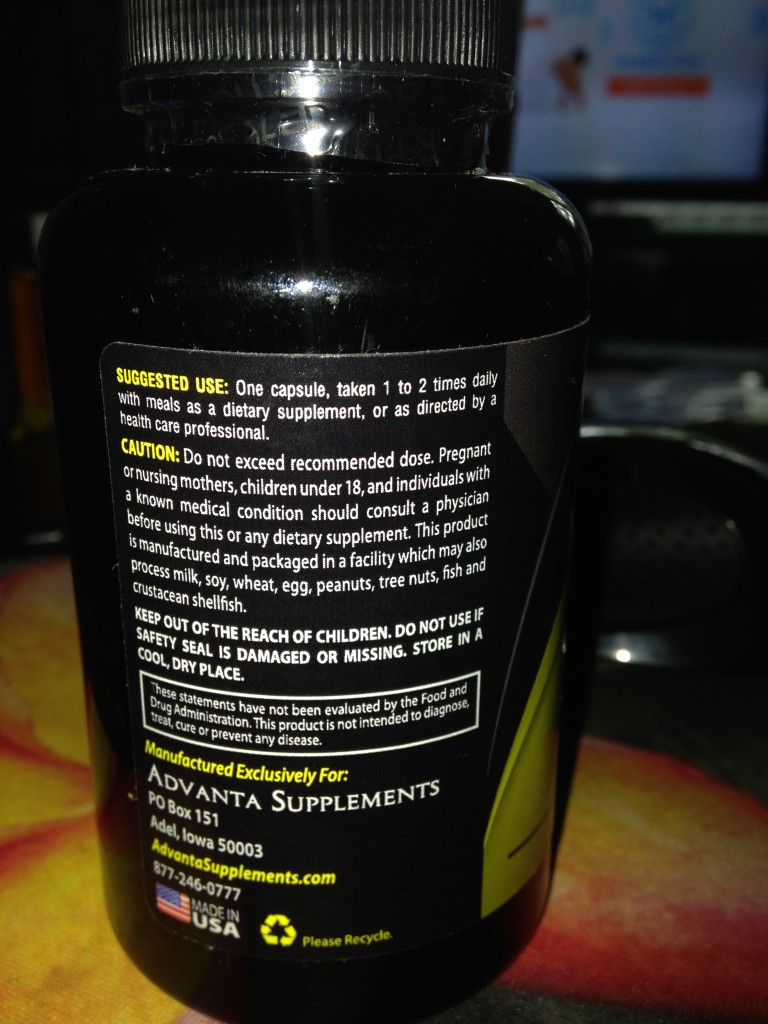 SUGGESTED USE: One capsule, taken 1 to 2 times daily
with meals as a dietary supplement, or as directed by a
health care professional.
CAUTION: Do not exceed recommended dose. Pregnant
or nursing mothers, children under 18, and individuals with
a known medical condition should consult a physician
before using this or any dietary supplement. This product
is manufactured and packaged in a facility which may also
process milk, soy, wheat, egg, peanuts, tree nuts, fish and
crustacean shellfish.
KEEP OUT OF THE REACH OF CHILDREN. DO NOT USE IF
SAFETY SEAL IS DAMAGED OR MISSING. STORE IN A
COOL, DRY PLACE.
These statements have not been evaluated by the Food and
Drug Administration. This product is not intended to diagnose,
treat, cure or prevent any disease.
Manufactured Exclusively For:
ADVANTA SUPPLEMENTS
PO Box 151
Adel, Iowa 50003
AdvantaSupplements.com
877-246-0777
MADE IN
USA
Please Recycle.